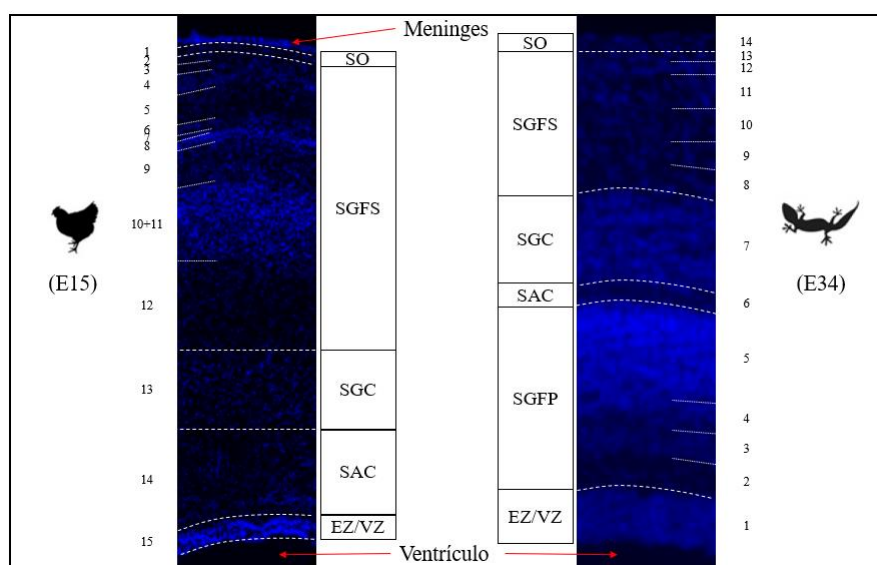 Meninges
1
2
3
4
5
6
7
8
9
10+11
12
13
14
15
(E15)
SO
SGFS
SGC
SAC
EZ/VZ
SO
SGFS
SGC
SAC
SGFP
EZ/VZ
14
13
12
11
10
9
8
7
6
5
4
3
2
1
(E34)
Ventrículo